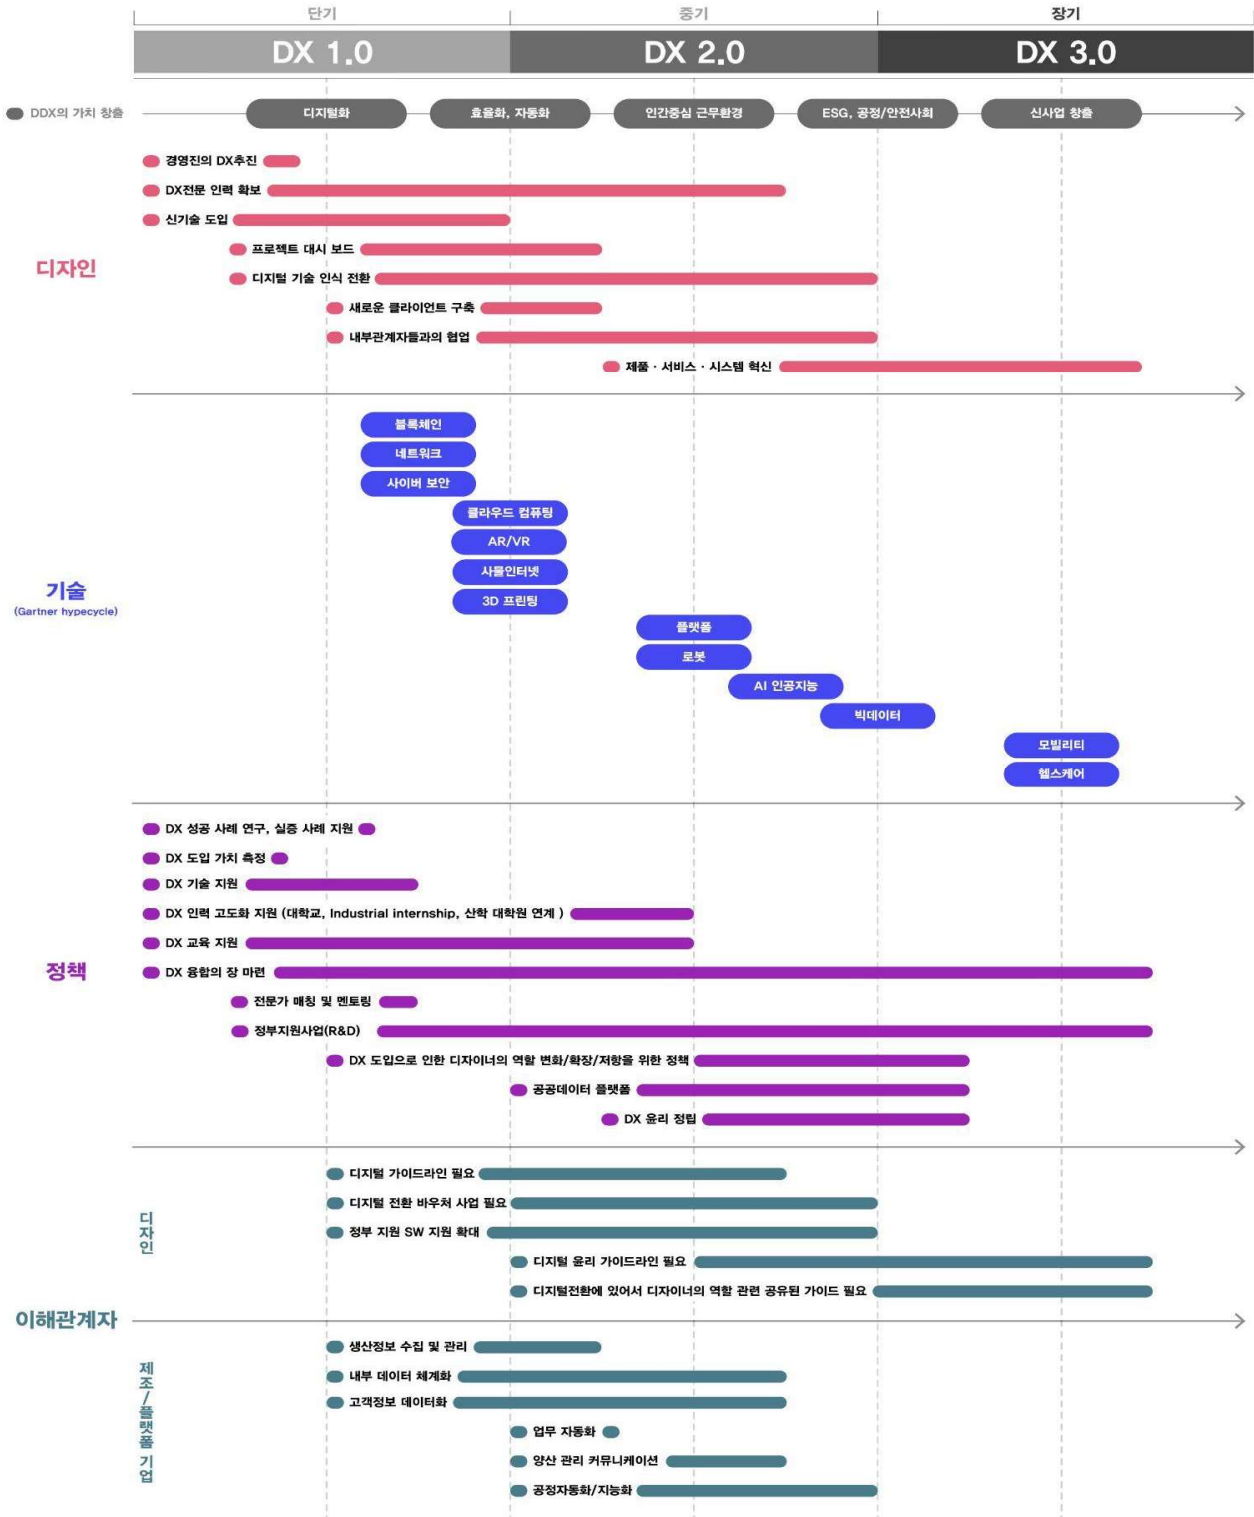 단기
중기
장기
DX 1.0
DX 2.0
DX 3.0
DDX의 가치 창출
디지털화
효율화, 자동화
인간중심 근무환경
ESG, 공정/안전사회
신사업 창출
디자인
경영진의 DX추진
DX전문 인력 확보
신기술 도입
프로젝트 대시 보드
디지털 기술 인식 전환
새로운 클라이언트 구축
내부관계자들과의 협업
제품 · 서비스 · 시스템 혁신
기술
(Gartner hypecycle)
블록체인
네트워크
사이버 보안
클라우드 컴퓨팅
AR/VR
사물인터넷
3D 프린팅
플랫폼
로봇
AI 인공지능
빅데이터
모빌리티
헬스케어
정책
DX 성공 사례 연구, 실증 사례 지원
DX 도입 가치 측정
DX 기술 지원
DX 인력 고도화 지원 (대학교, Industrial internship, 산학 대학원 연계 )
DX 교육 지원
DX 융합의 장 마련
전문가 매칭 및 멘토링
정부지원사업(R&D)
DX 도입으로 인한 디자이너의 역할 변화/확장/저항을 위한 정책
공공데이터 플랫폼
DX 윤리 정립
이해관계자
디자인
디지털 가이드라인 필요
디지털 전환 바우처 사업 필요
정부 지원 SW 지원 확대
디지털 윤리 가이드라인 필요
디지털전환에 있어서 디자이너의 역할 관련 공유된 가이드 필요
제조/플랫폼 기업
생산정보 수집 및 관리
내부 데이터 체계화
고객정보 데이터화
업무 자동화
양산 관리 커뮤니케이션
공정자동화/지능화